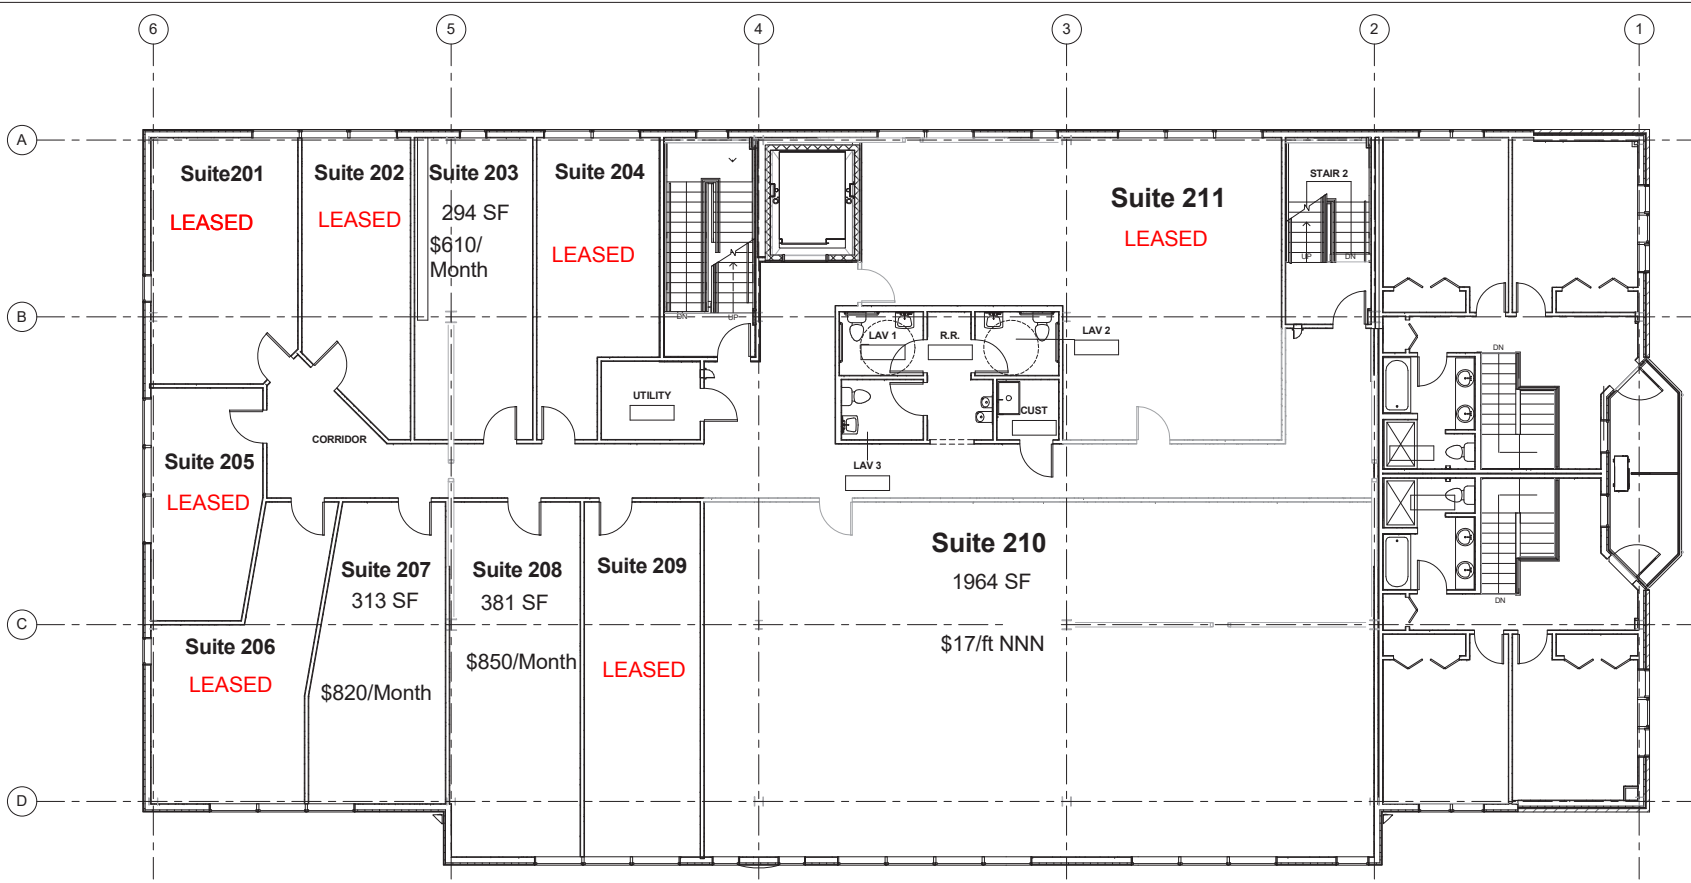 6 5 4 3 2 1
A
Suite201
LEASED
Suite 202
LEASED
Suite 203
294 SF
$610/
Month
Suite 204
LEASED
DN
UP
Suite 211
LEASED
STAIR 2
UP
DN
B
LAV 1
R.R.
LAV 2
UTILITY
CUST
LAV 3
CORRIDOR
DN
Suite 205
LEASED
Suite 206
LEASED
Suite 207
313 SF
$820/Month
Suite 208
381 SF
$850/Month
Suite 209
LEASED
Suite 210
1964 SF
$17/ft NNN
DN
C
D